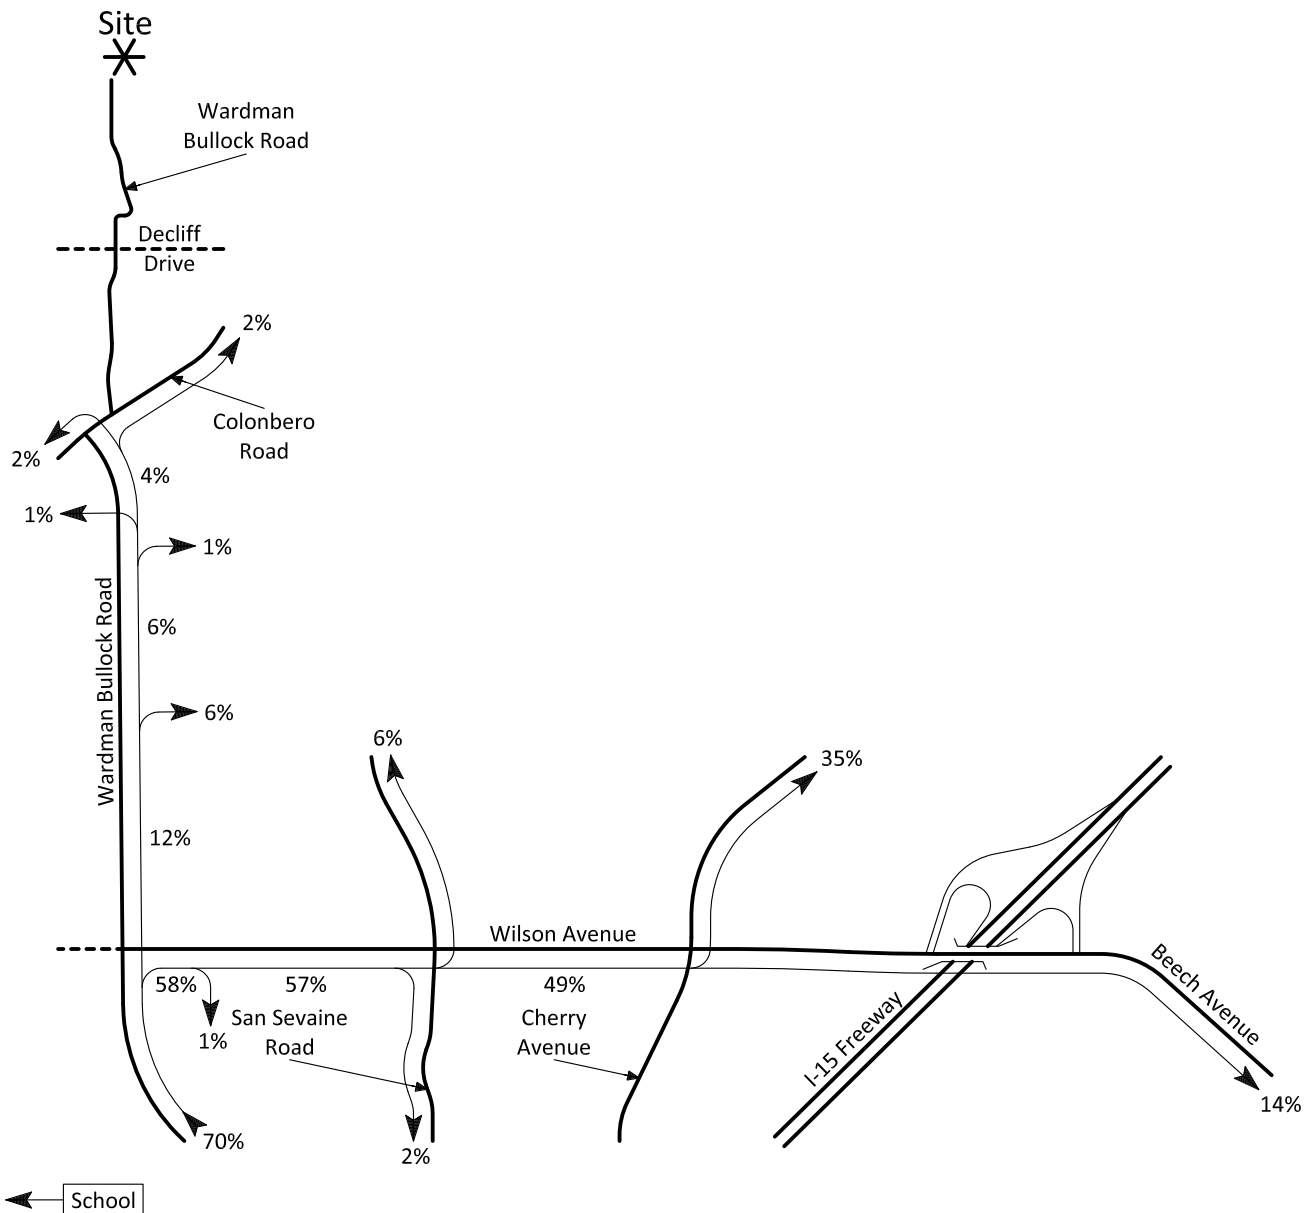 Site
Wardman
Bullock Road
Decliff
Drive
2%
Colonbero
Road
2%
4%
1%
1%
Wardman Bullock Road
6%
6%
12%
6%
35%
Wilson Avenue
Beech Avenue
58%
57%
49%
I-15 Freeway
1%
San Sevaine
Road
Cherry
Avenue
14%
70%
2%
School